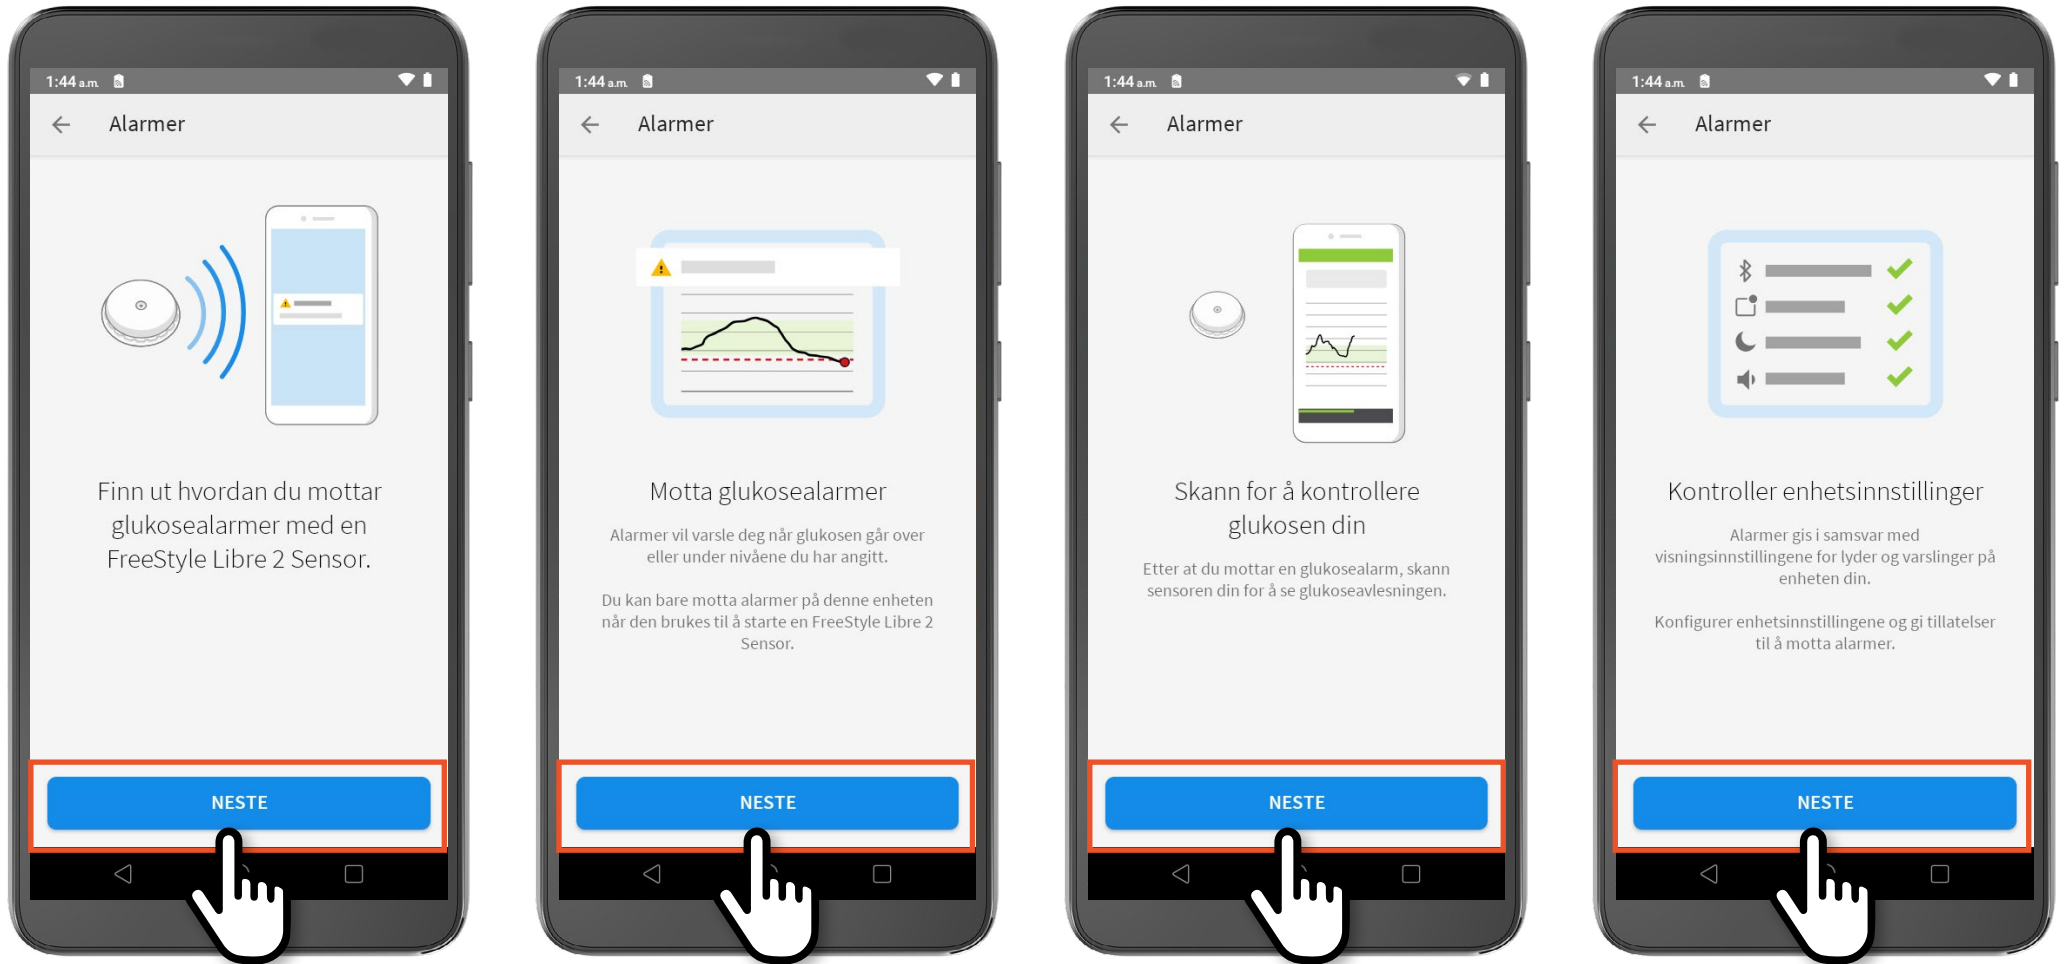 1:44 a.m.
Alarmer
Finn ut hvordan du mottar
glukosealarmer med en
FreeStyle Libre 2 Sensor.
NESTE
1:44 a.m.
Alarmer
Motta glukosealarmer
Alarmer vil varsle deg når glukosen går over
eller under nivåene du har angitt.
Du kan bare motta alarmer på denne enheten
når den brukes til å starte en FreeStyle Libre 2
Sensor.
NESTE
1:44 a.m.
Alarmer
Skann for å kontrollere
glukosen din
Etter at du mottar en glukosealarm, skann
sensoren din for å se glukoseavlesningen.
NESTE
1:44 a.m.
Alarmer
Kontroller enhetsinnstillinger
Alarmer gis i samsvar med
visningsinnstillingene for lyder og varslinger på
enheten din.
Konfigurer enhetsinnstillingene og gi tillatelser
til å motta alarmer.
NESTE